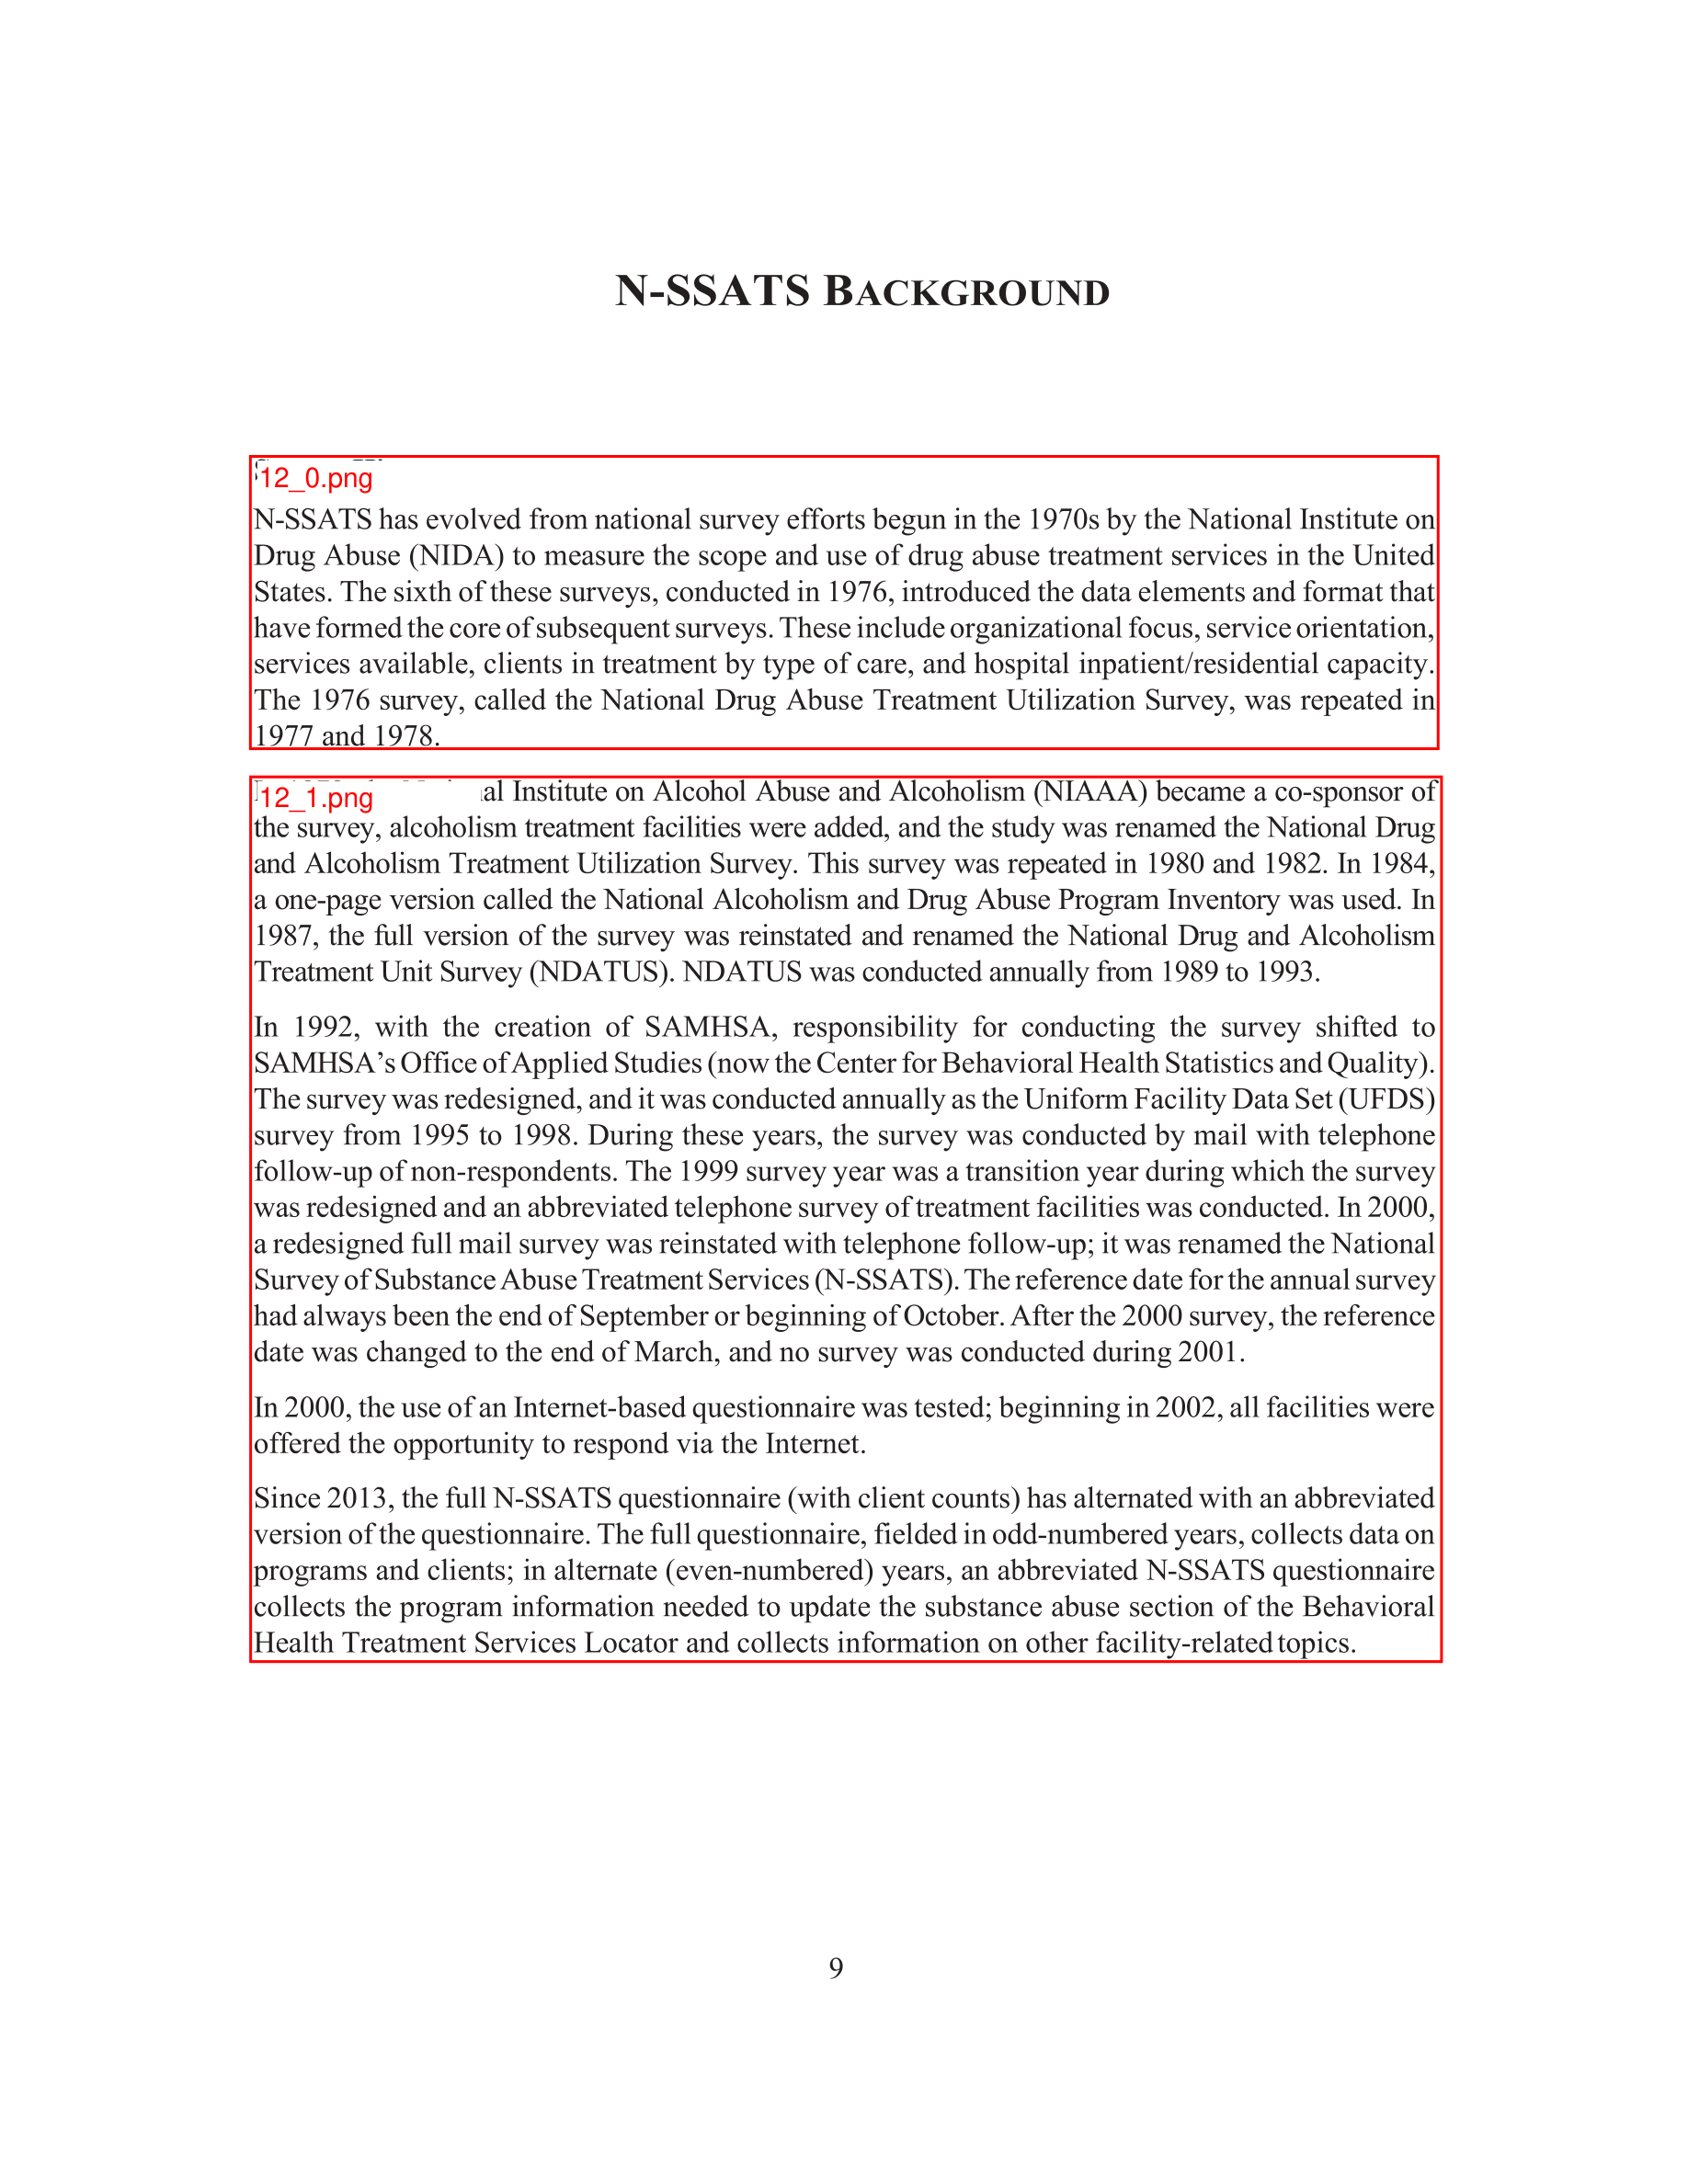 N-SSATS BACKGROUND
12_0.png
N-SSATS has evolved from national survey efforts begun in the 1970s by the National Institute on
Drug Abuse (NIDA) to measure the scope and use of drug abuse treatment services in the United
States. The sixth of these surveys, conducted in 1976, introduced the data elements and format that
have formed the core of subsequent surveys. These include organizational focus, service orientation,
services available, clients in treatment by type of care, and hospital inpatient/residential capacity.
The 1976 survey, called the National Drug Abuse Treatment Utilization Survey, was repeated in
1977 and 1978.
12_1.png al Institute on Alcohol Abuse and Alcoholism (NIAAA) became a co-sponsor of
the survey, alcoholism treatment facilities were added, and the study was renamed the National Drug
and Alcoholism Treatment Utilization Survey. This survey was repeated in 1980 and 1982. In 1984,
a one-page version called the National Alcoholism and Drug Abuse Program Inventory was used. In
1987, the full version of the survey was reinstated and renamed the National Drug and Alcoholism
Treatment Unit Survey (NDATUS). NDATUS was conducted annually from 1989 to 1993.
In 1992, with the creation of SAMHSA, responsibility for conducting the survey shifted to
SAMHSA’s Office of Applied Studies (now the Center for Behavioral Health Statistics and Quality).
The survey was redesigned, and it was conducted annually as the Uniform Facility Data Set (UFDS)
survey from 1995 to 1998. During these years, the survey was conducted by mail with telephone
follow-up of non-respondents. The 1999 survey year was a transition year during which the survey
was redesigned and an abbreviated telephone survey of treatment facilities was conducted. In 2000,
a redesigned full mail survey was reinstated with telephone follow-up; it was renamed the National
Survey of Substance Abuse Treatment Services (N-SSATS). The reference date for the annual survey
had always been the end of September or beginning of October. After the 2000 survey, the reference
date was changed to the end of March, and no survey was conducted during 2001.
In 2000, the use of an Internet-based questionnaire was tested; beginning in 2002, all facilities were
offered the opportunity to respond via the Internet.
Since 2013, the full N-SSATS questionnaire (with client counts) has alternated with an abbreviated
version of the questionnaire. The full questionnaire, fielded in odd-numbered years, collects data on
programs and clients; in alternate (even-numbered) years, an abbreviated N-SSATS questionnaire
collects the program information needed to update the substance abuse section of the Behavioral
Health Treatment Services Locator and collects information on other facility-related topics.
9